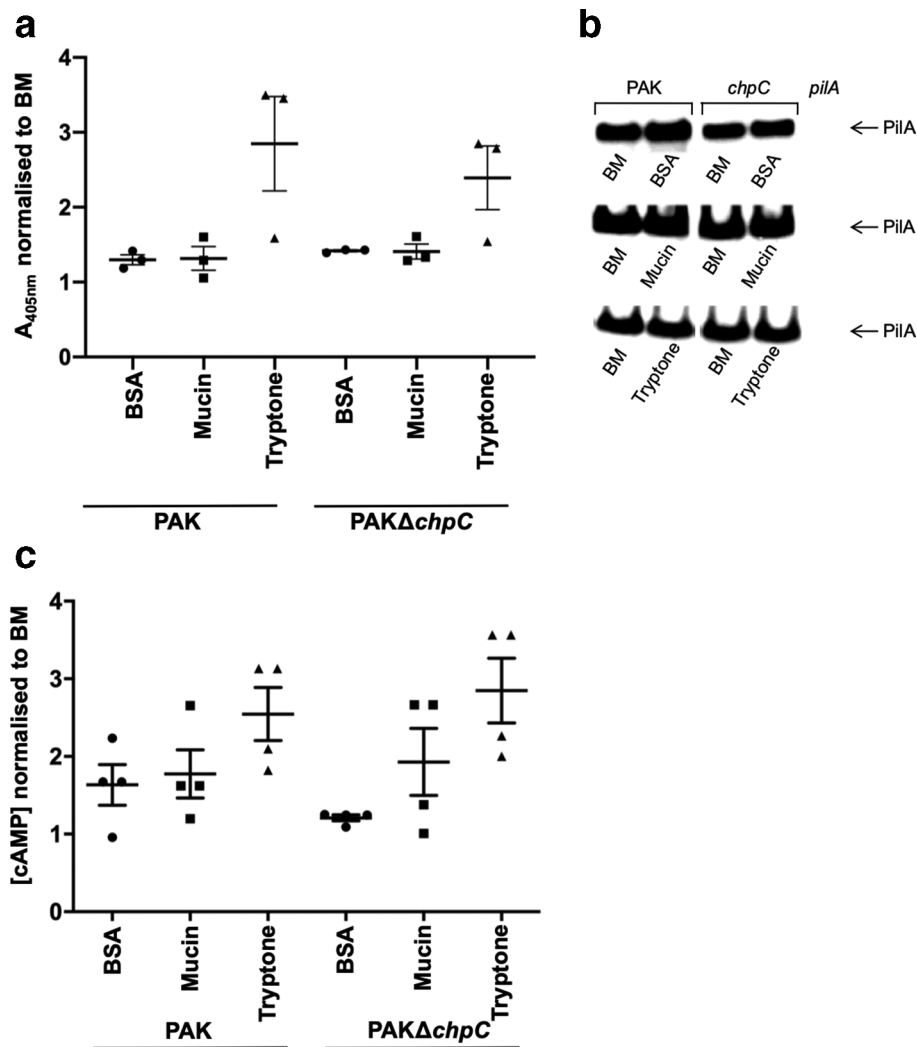 a
A405nm normalised to BM
4
3
2
1
0
BSA
Mucin
Tryptone
BSA
Mucin
Tryptone
PAK
PAKΔchpC
b
PAK chpC pilA
← PilA
BM BSA BM BSA
← PilA
BM Mucin BM Mucin
← PilA
BM Tryptone BM Tryptone
c
[cAMP] normalised to BM
4
3
2
1
0
BSA
Mucin
Tryptone
BSA
Mucin
Tryptone
PAK
PAKΔchpC